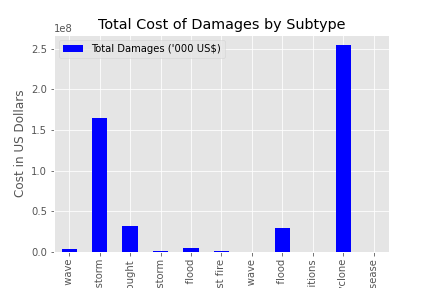 Total Cost of Damages by Subtype
1e8
Total Damages ('000 US$)
Cost in US Dollars
2.5
2.0
1.5
1.0
0.5
0.0
wave
storm
ought
storm
flood
st fire
wave
flood
itions
clone
sease